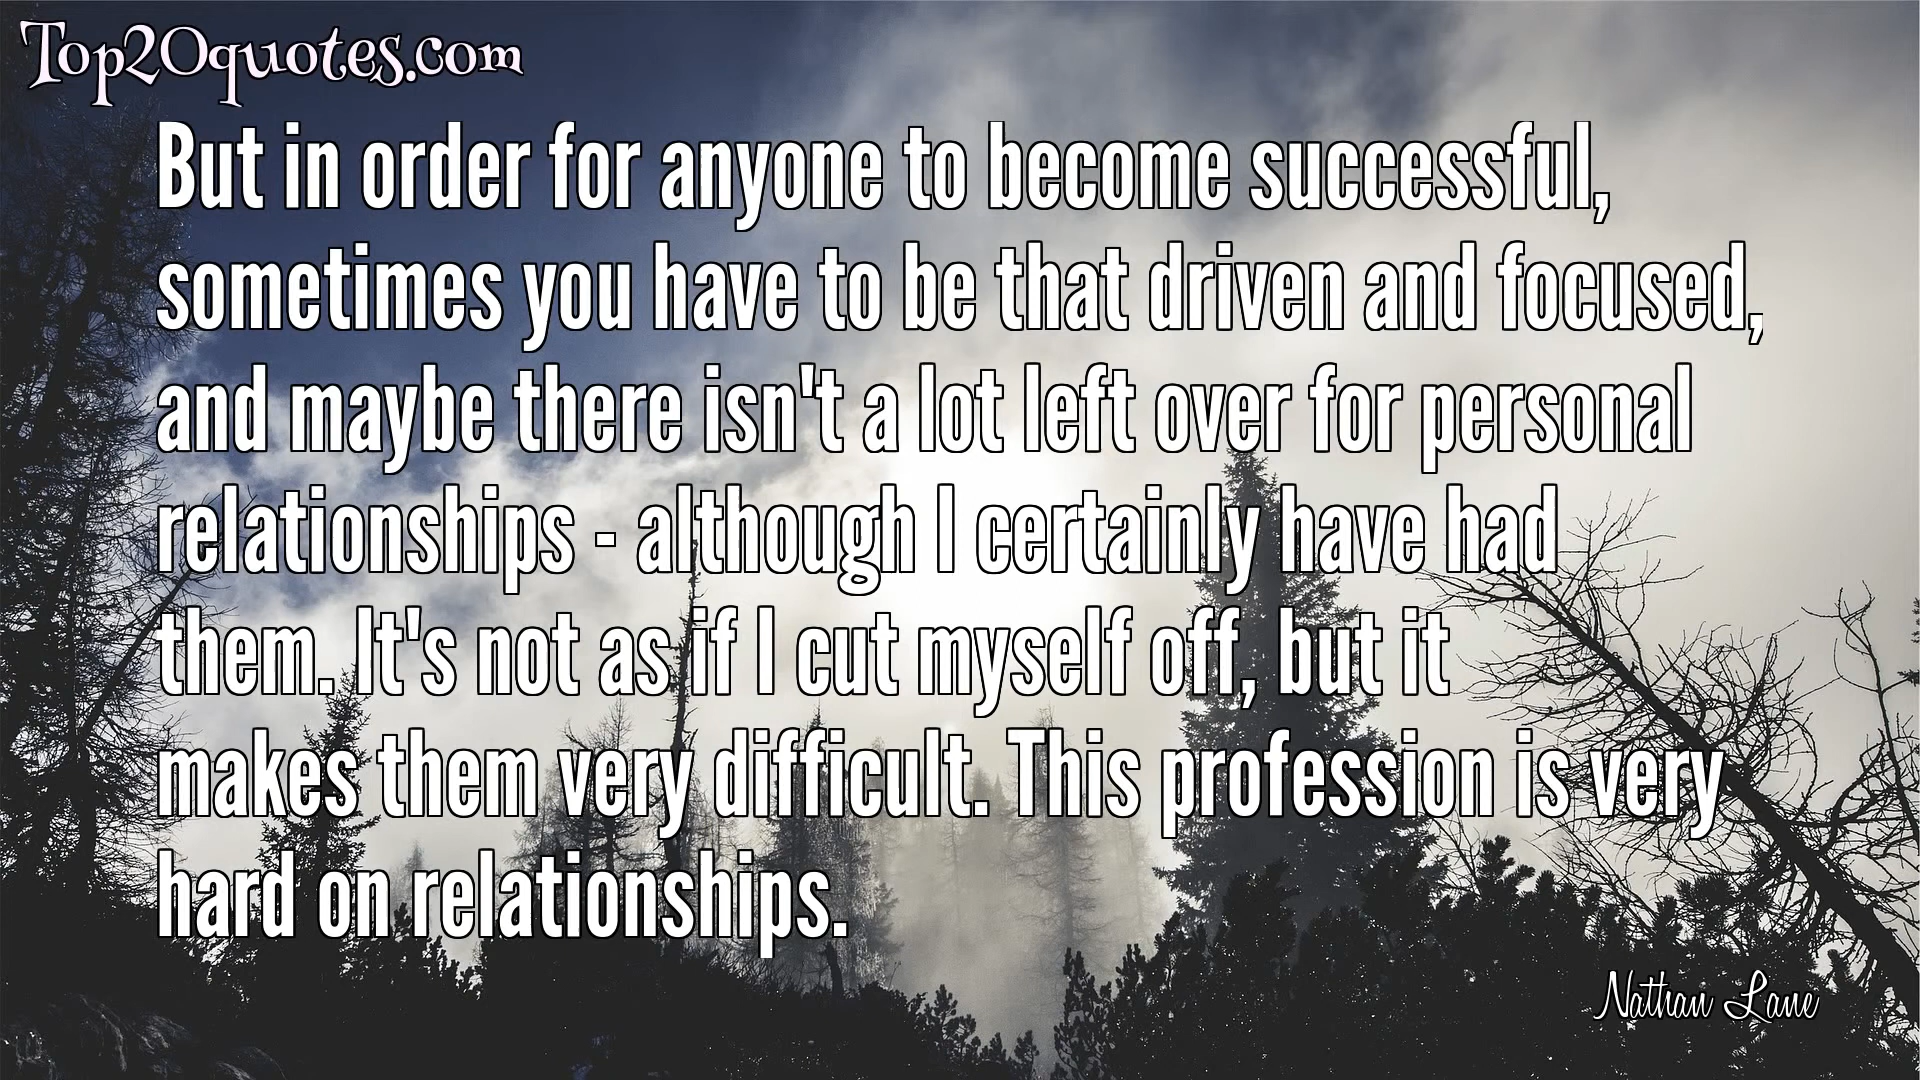 Top20quotes.com
But in order for anyone to become successful,
sometimes you have to be that driven and focused,
and maybe there isn't a lot left over for personal
relationships - although I certainly have had
them. It's not as if I cut myself off, but it
makes them very difficult. This profession is very
hard on relationships.
Nathan Lane